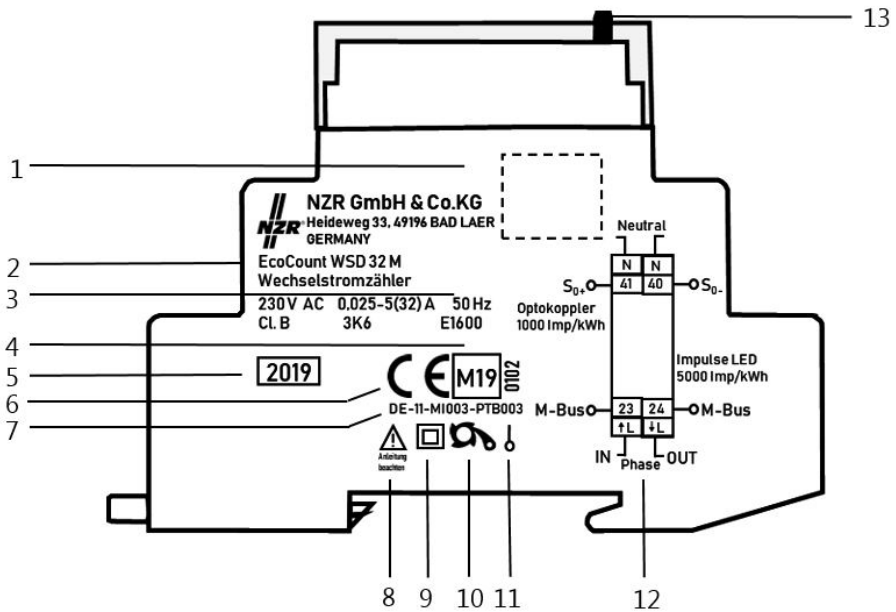 13
1
NZR GmbH & Co.KG
NZR Heideweg 33, 49196 BAD LAER
GERMANY
2
EcoCount WSD 32 M
Wechselstromzähler
3
230 V AC 0,025-5(32) A 50 Hz
Cl. B 3K6 E1600
4
5
2019
6
CE M19 0102
7
DE-11-MI003-PTB003
Anleitung
beachten
Neutral
N N
S0+ 41 40 S0-
Optokoppler
1000 Imp/kWh
Impulse LED
5000 Imp/kWh
M-Bus 23 24 M-Bus
↑L ↓L
IN Phase OUT
8 9 10 11 12